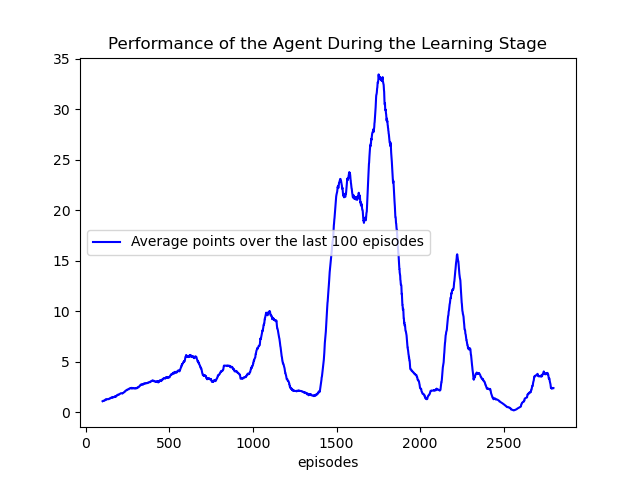 Performance of the Agent During the Learning Stage
35
30
25
20
15
10
5
0
Average points over the last 100 episodes
0 500 1000 1500 2000 2500
episodes